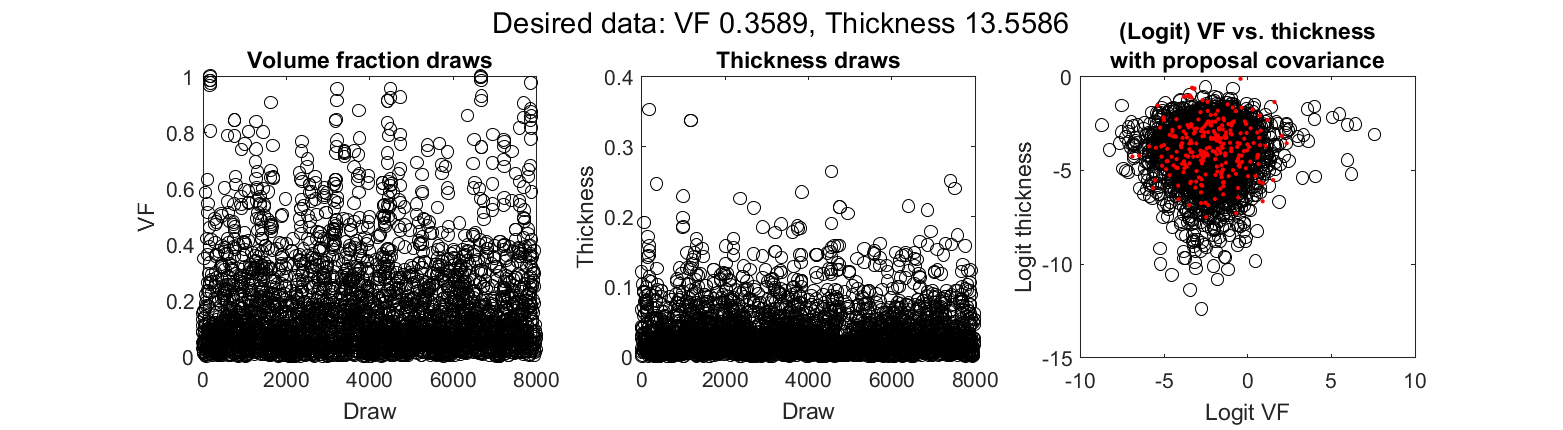 Desired data: VF 0.3589, Thickness 13.5586
Volume fraction draws
1
0.8
0.6
0.4
0.2
0
VF
0 2000 4000 6000 8000
Draw
Thickness draws
0.4
0.3
0.2
0.1
0
Thickness
0 2000 4000 6000 8000
Draw
(Logit) VF vs. thickness
with proposal covariance
0
-5
-10
-15
Logit thickness
-10 -5 0 5 10
Logit VF